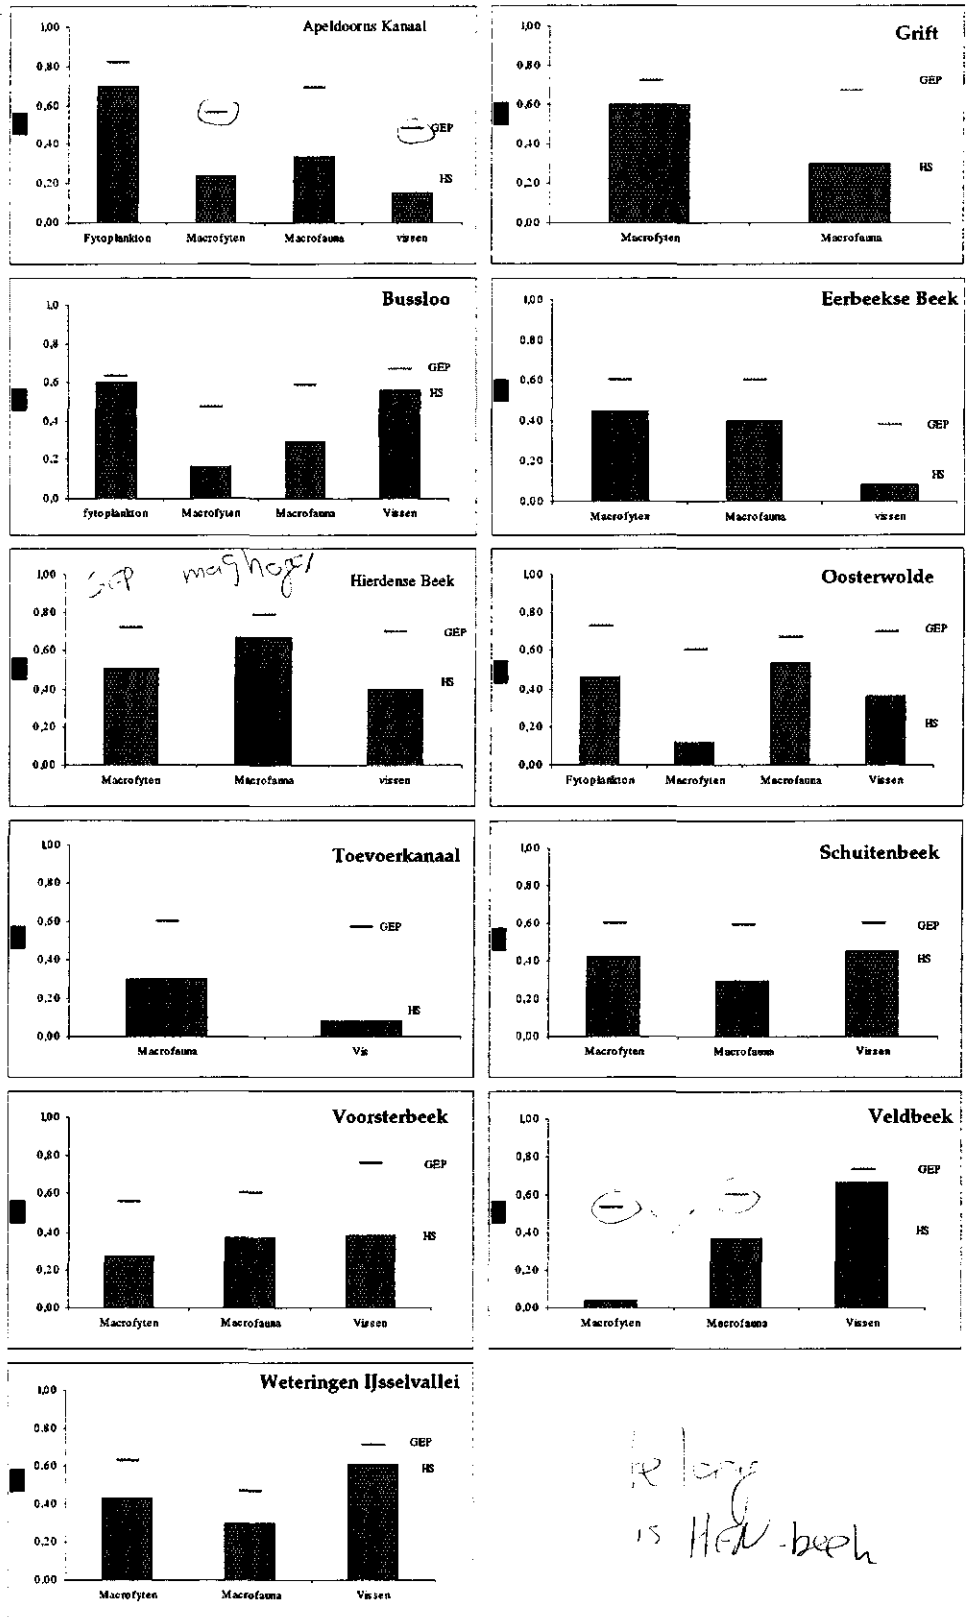 Apeldoorns Kanaal
1,00
0,80
0,60
0,40
0,20
0,00
GEP
HS
Fytoplankton Macrofyten Macrofauna vissen
Grift
1,00
0,80
0,60
0,40
0,20
0,00
GEP
HS
Macrofyten Macrofauna
Bussloo
1,0
0,8
0,6
0,4
0,2
0,0
GEP
HS
fytoplankton Macrofyten Macrofauna Vissen
Eerbeekse Beek
1,00
0,80
0,60
0,40
0,20
0,00
GEP
HS
Macrofyten Macrofauna vissen
GEP mag hoger
Hierdense Beek
1,00
0,80
0,60
0,40
0,20
0,00
GEP
HS
Macrofyten Macrofauna vissen
Oosterwolde
1,00
0,80
0,60
0,40
0,20
0,00
GEP
HS
Fytoplankton Macrofyten Macrofauna Vissen
Toevoerkanaal
1,00
0,80
0,60
0,40
0,20
0,00
GEP
HS
Macrofauna Vis
Schuitenbeek
1,00
0,80
0,60
0,40
0,20
0,00
GEP
HS
Macrofyten Macrofauna Vissen
Voorsterbeek
1,00
0,80
0,60
0,40
0,20
0,00
GEP
HS
Macrofyten Macrofauna Vissen
Veldbeek
1,00
0,80
0,60
0,40
0,20
0,00
GEP
HS
Macrofyten Macrofauna Vissen
Weteringen IJsselvallei
1,00
0,80
0,60
0,40
0,20
0,00
GEP
HS
Macrofyten Macrofauna Vissen
te laag
is HEN-beek